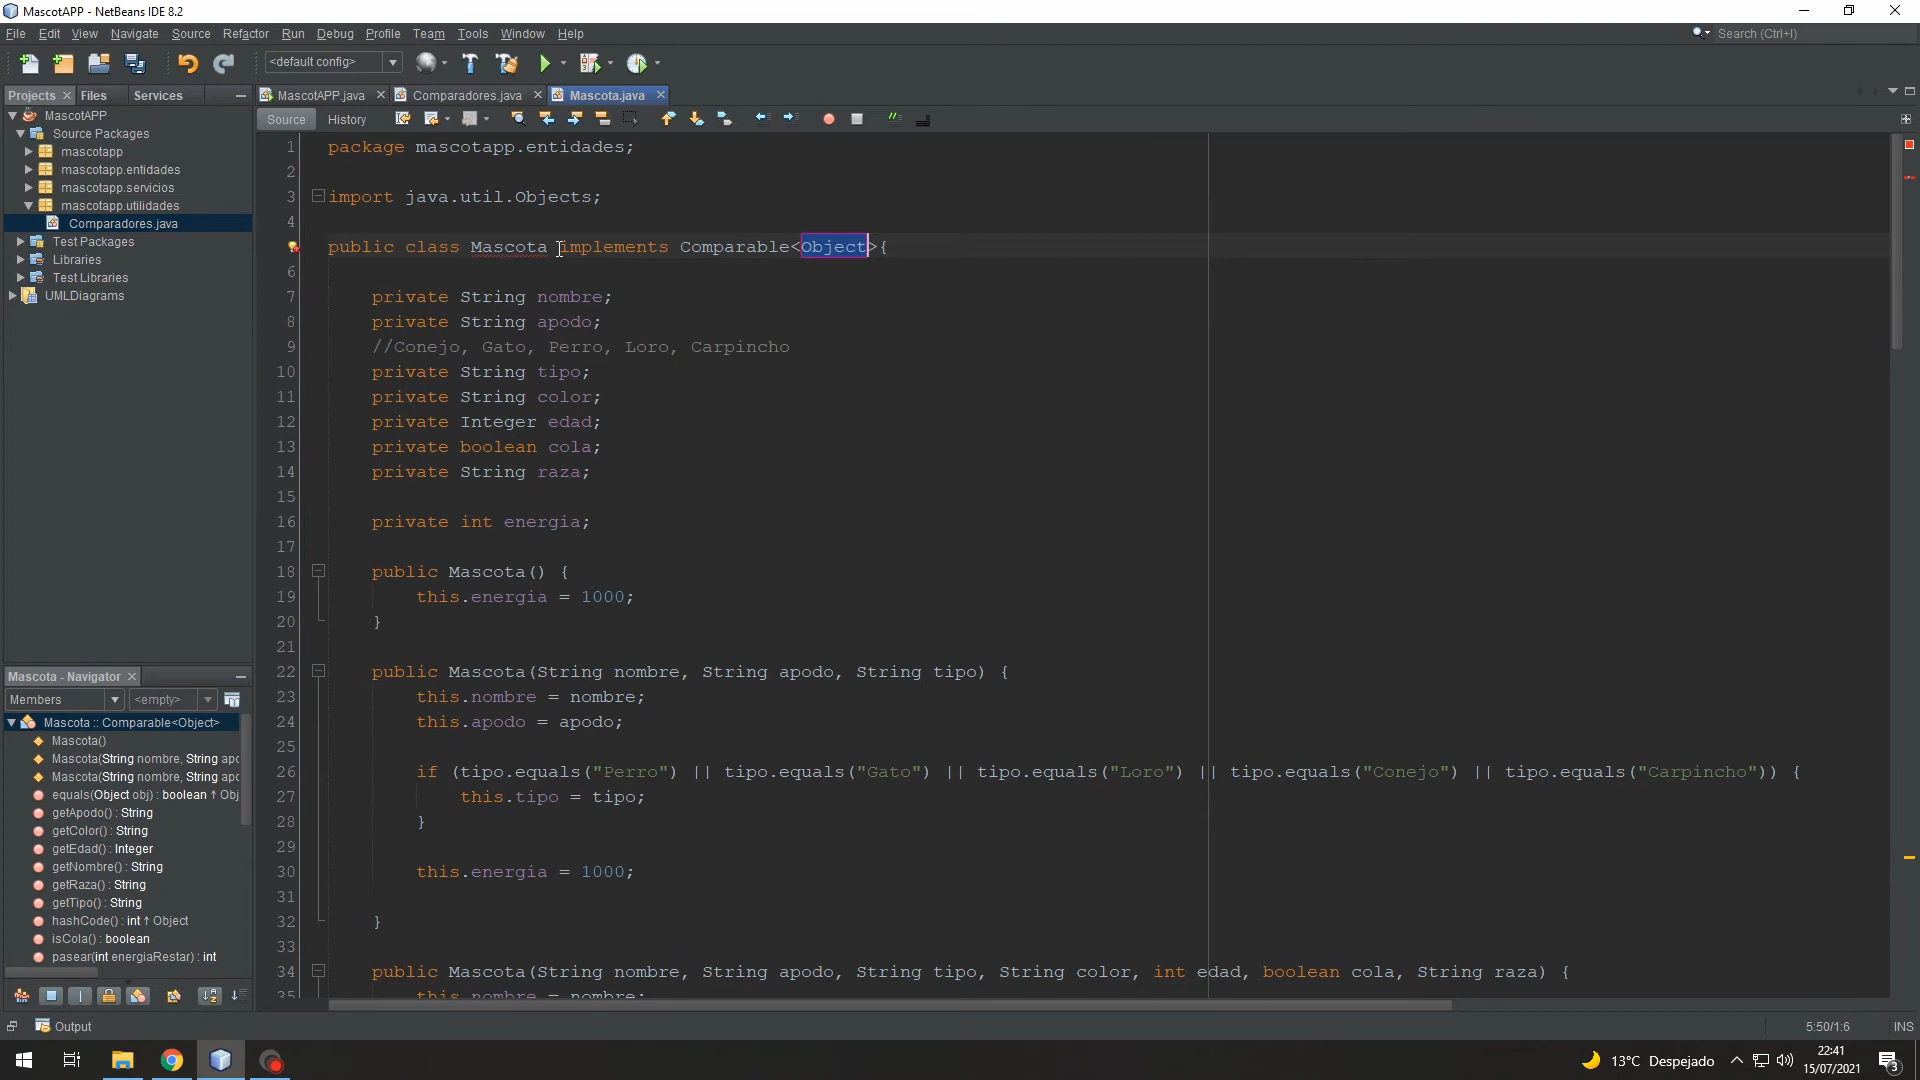 MascotAPP - NetBeans IDE 8.2
File Edit View Navigate Source Refactor Run Debug Profile Team Tools Window Help
Search (Ctrl+I)
<default config>
Projects Files Services
MascotAPP.java Comparadores.java Mascota.java
Source History
MascotAPP
Source Packages
mascotapp
mascotapp.entidades
mascotapp.servicios
mascotapp.utilidades
Comparadores.java
Test Packages
Libraries
Test Libraries
UMLDiagrams
1 package mascotapp.entidades;
2
3 import java.util.Objects;
4
public class Mascota implements Comparable<Object>{
6
7 private String nombre;
8 private String apodo;
9 //Conejo, Gato, Perro, Loro, Carpincho
10 private String tipo;
11 private String color;
12 private Integer edad;
13 private boolean cola;
14 private String raza;
15
16 private int energia;
17
18 public Mascota() {
19 this.energia = 1000;
20 }
21
22 public Mascota(String nombre, String apodo, String tipo) {
23 this.nombre = nombre;
24 this.apodo = apodo;
25
26 if (tipo.equals("Perro") || tipo.equals("Gato") || tipo.equals("Loro") || tipo.equals("Conejo") || tipo.equals("Carpincho")) {
27 this.tipo = tipo;
28 }
29
30 this.energia = 1000;
31
32 }
33
34 public Mascota(String nombre, String apodo, String tipo, String color, int edad, boolean cola, String raza) {
35 this.nombre = nombre;
Mascota - Navigator
Members <empty>
Mascota :: Comparable<Object>
Mascota()
Mascota(String nombre, String apo
Mascota(String nombre, String apo
equals(Object obj) : boolean ↑ Obj
getApodo() : String
getColor() : String
getEdad() : Integer
getNombre() : String
getRaza() : String
getTipo() : String
hashCode() : int ↑ Object
isCola() : boolean
pasear(int energiaRestar) : int
Output
5:50/1:6 INS
13°C Despejado
22:41
15/07/2021
3